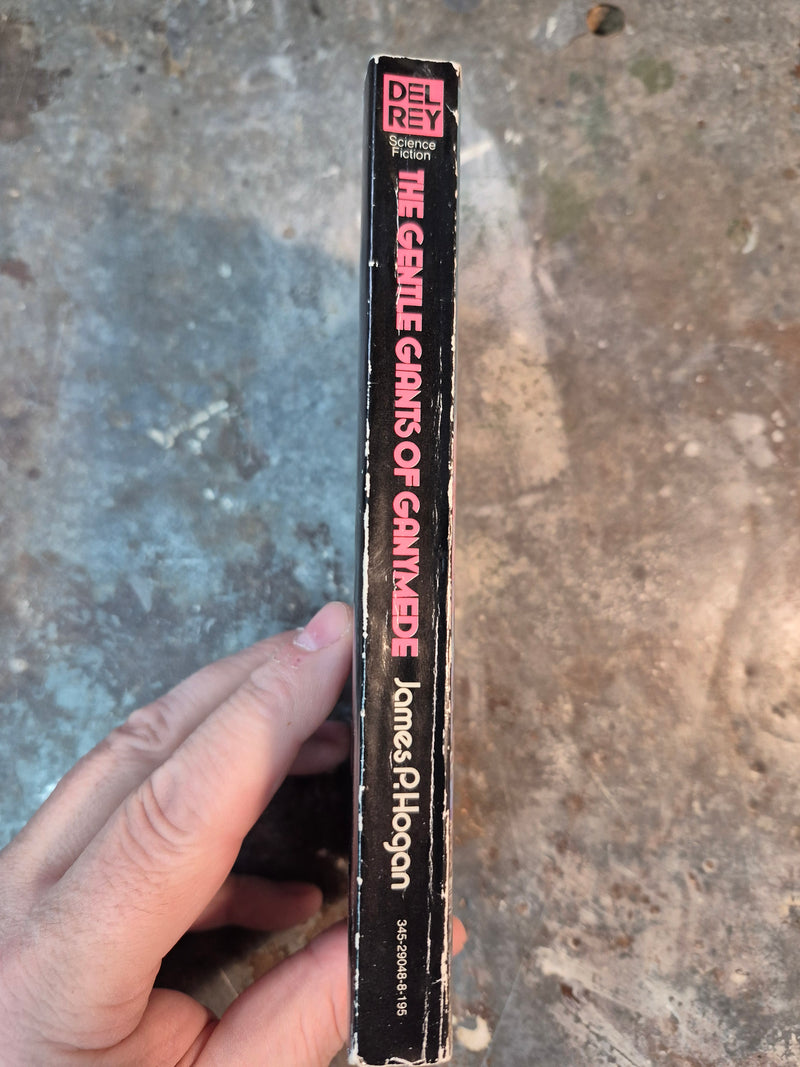 DEL
REY
Science
Fiction
THE GENTLE GIANTS OF GANYMEDE
James P. Hogan
345-29048-8-195